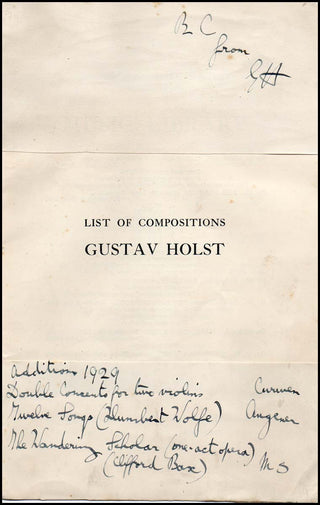 B C
from
GH
LIST OF COMPOSITIONS
GUSTAV HOLST
Additions 1929
Double Concerto for two violins Curwen
Twelve Songs (Humbert Wolfe) Augener
The Wandering Scholar (one-act opera)
(Clifford Bax) MS